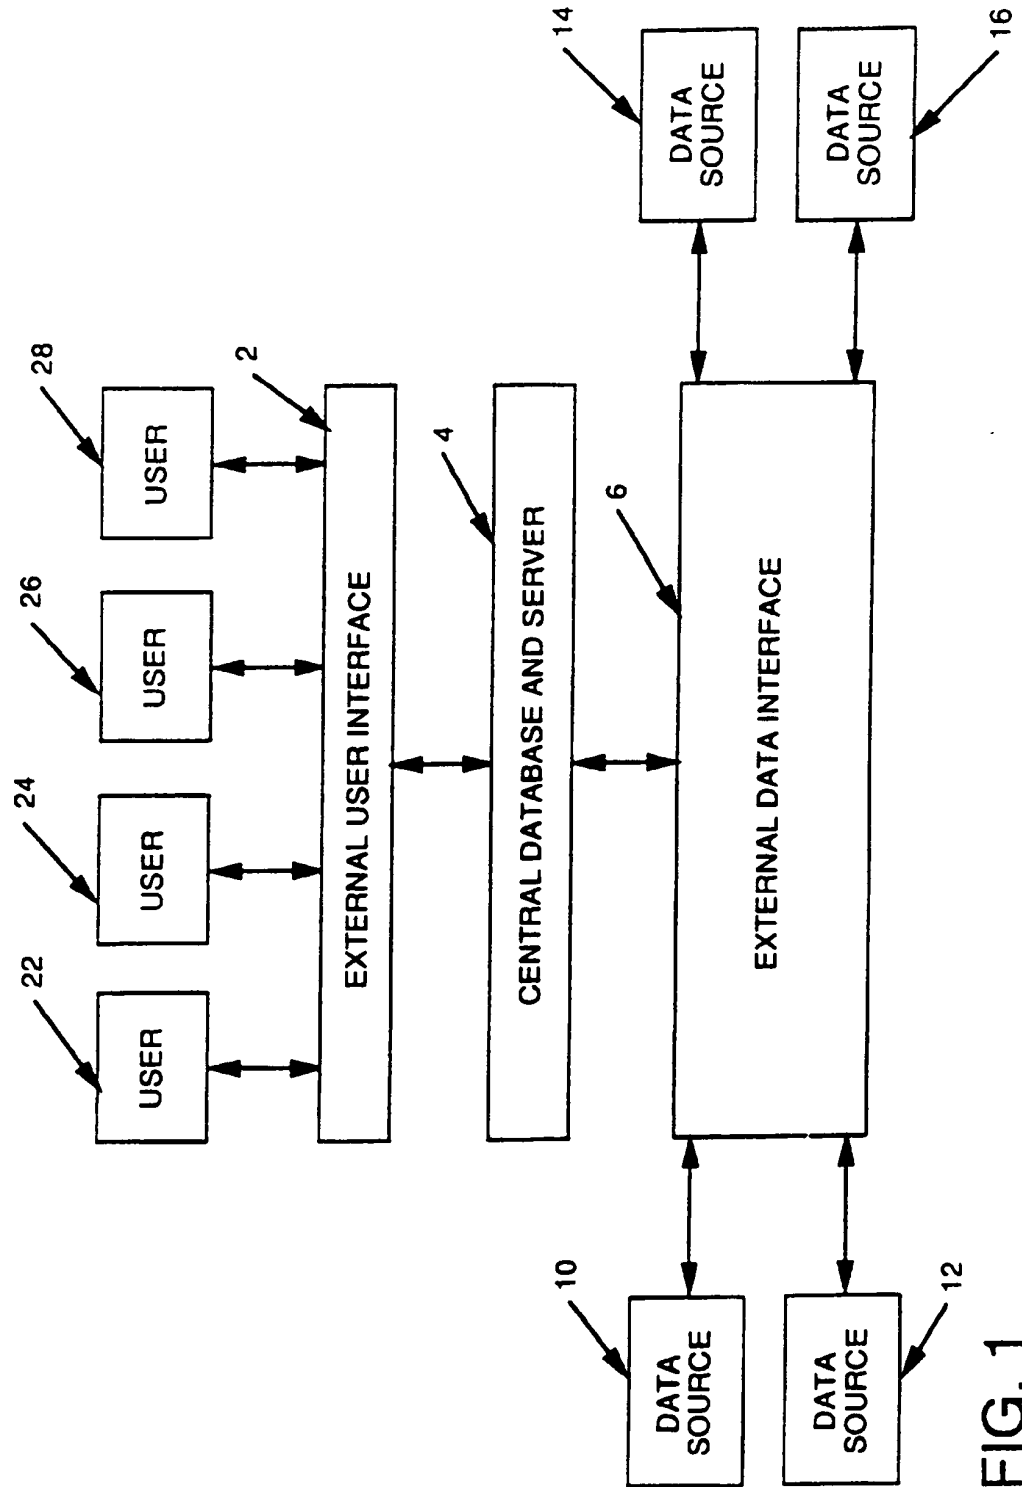 22
24
26
28
USER
USER
USER
USER
2
EXTERNAL USER INTERFACE
4
CENTRAL DATABASE AND SERVER
6
EXTERNAL DATA INTERFACE
10
DATA
SOURCE
14
DATA
SOURCE
DATA
SOURCE
12
DATA
SOURCE
16
FIG. 1